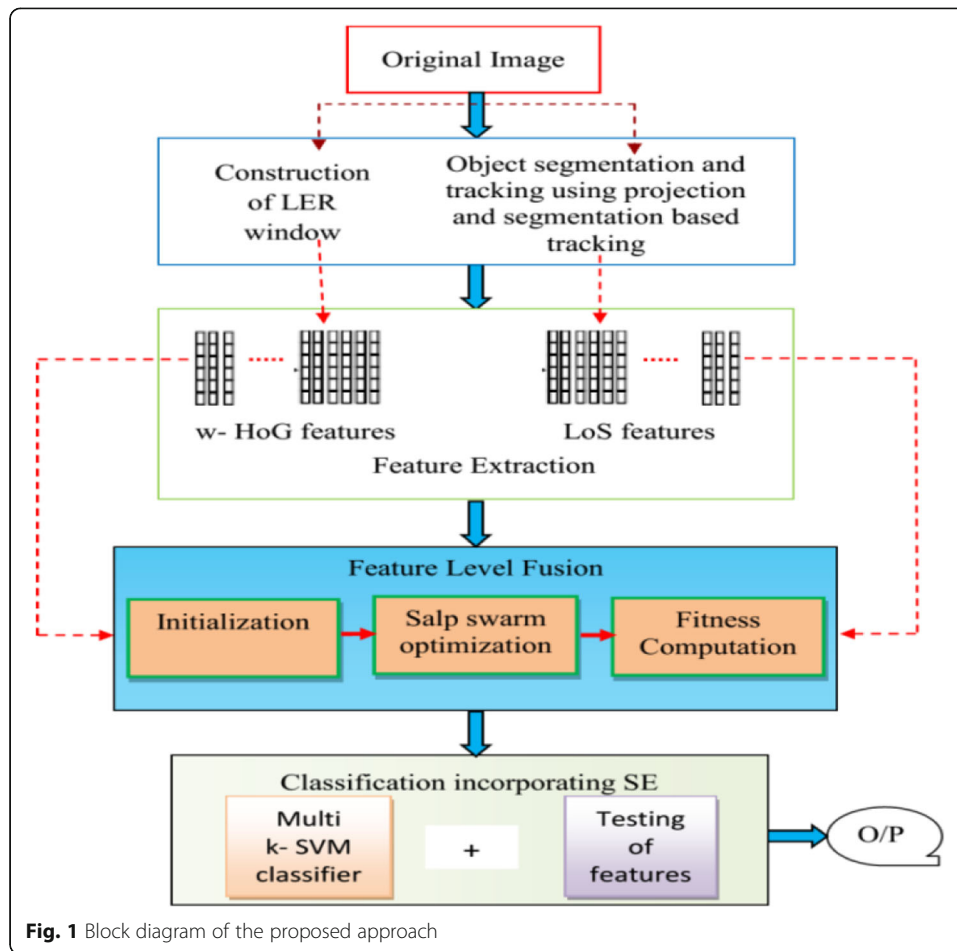 Original Image
Construction
of LER
window
Object segmentation and
tracking using projection
and segmentation based
tracking
w- HoG features
LoS features
Feature Extraction
Feature Level Fusion
Initialization
Salp swarm
optimization
Fitness
Computation
Classification incorporating SE
Multi
k- SVM
classifier
+
Testing
of
features
O/P
Fig. 1 Block diagram of the proposed approach